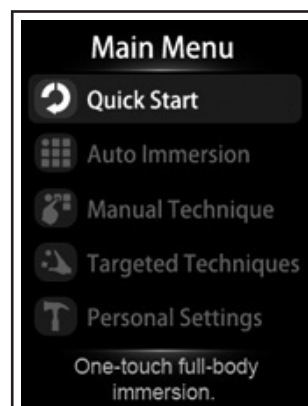 Main Menu
Quick Start
Auto Immersion
Manual Technique
Targeted Techniques
Personal Settings
One-touch full-body
immersion.